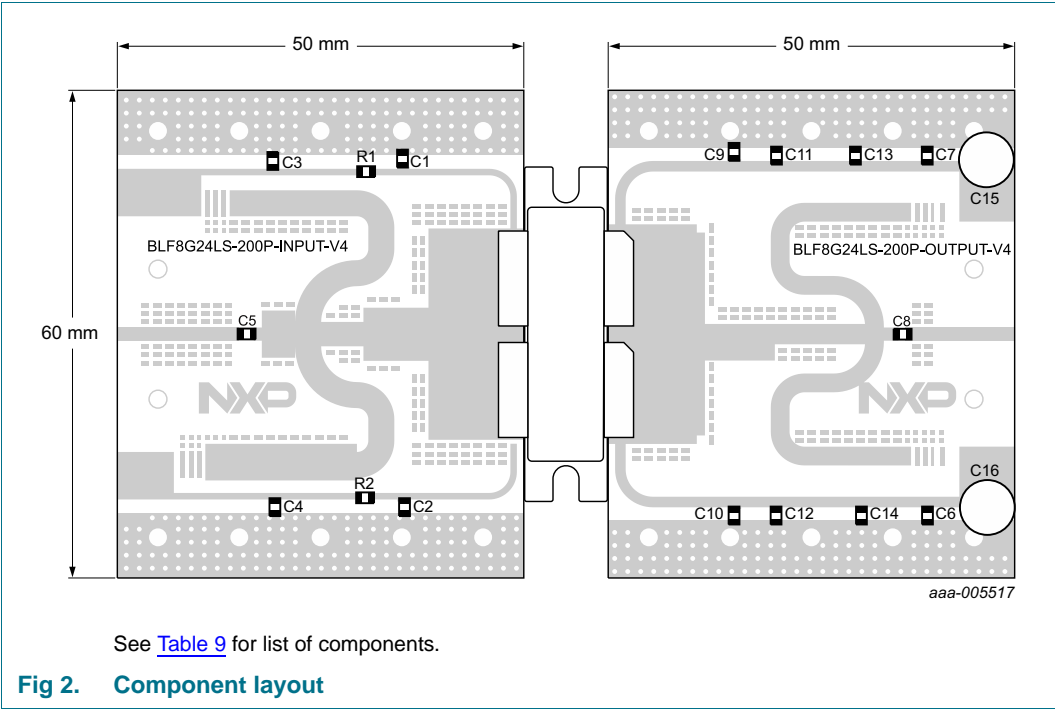 50 mm
50 mm
60 mm
C3
R1
C1
C9
C11
C13
C7
C15
BLF8G24LS-200P-INPUT-V4
BLF8G24LS-200P-OUTPUT-V4
C5
C8
NXP
NXP
R2
C4
C2
C10
C12
C14
C6
C16
aaa-005517
See Table 9 for list of components.
Fig 2. Component layout